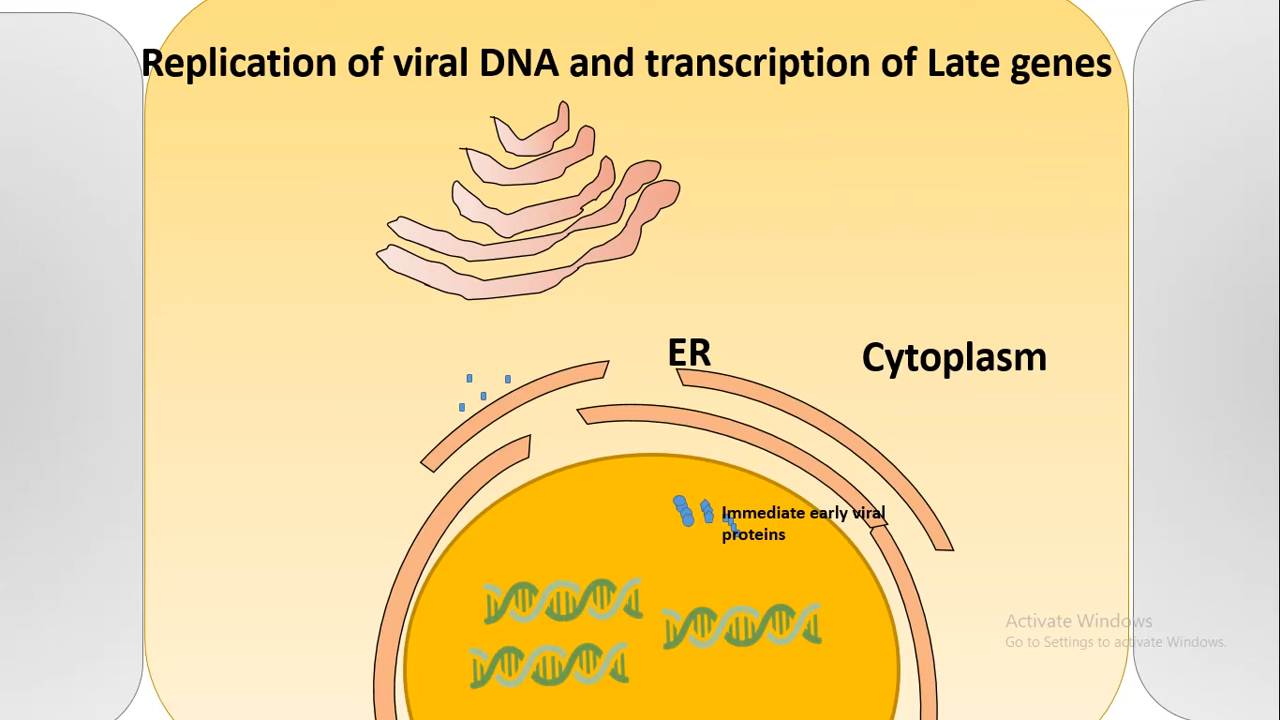 Replication of viral DNA and transcription of Late genes
ER
Cytoplasm
Immediate early viral
proteins
Activate Windows
Go to Settings to activate Windows.